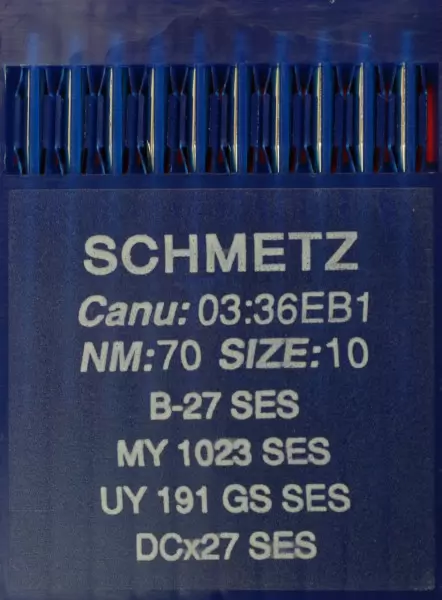 SCHMETZ
Canu: 03:36EB1
NM:70 SIZE:10
B-27 SES
MY 1023 SES
UY 191 GS SES
DCx27 SES